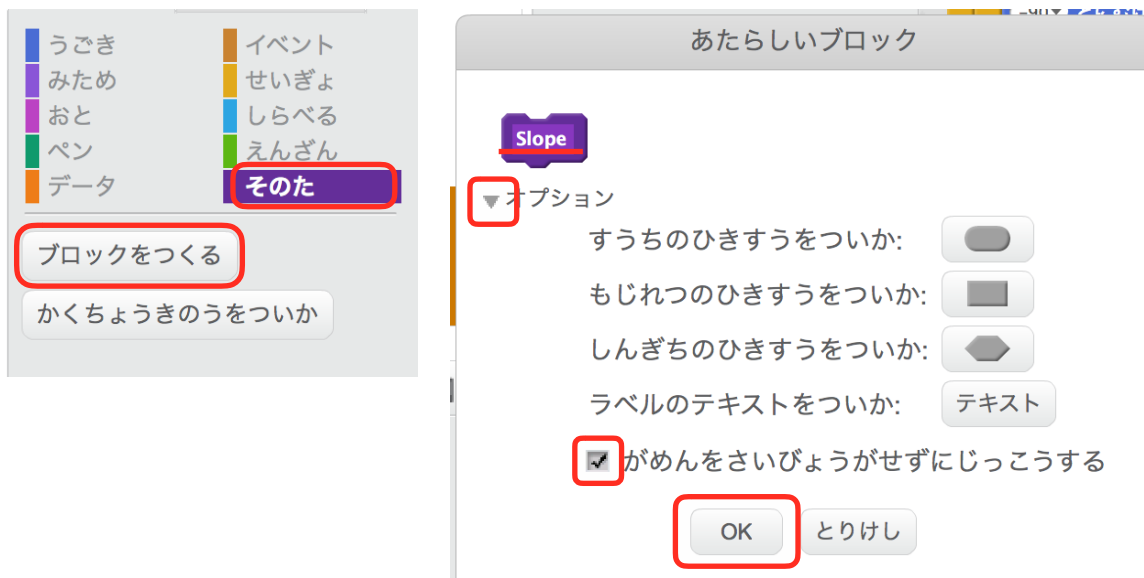 うごき
イベント
みため
せいぎょ
おと
しらべる
ペン
えんざん
データ
そのた
ブロックをつくる
かくちょうきのうをついか
あたらしいブロック
Slope
オプション
すうちのひきすうをついか:
もじれつのひきすうをついか:
しんぎちのひきすうをついか:
ラベルのテキストをついか: テキスト
がめんをさいびょうがせずにじっこうする
OK とりけし